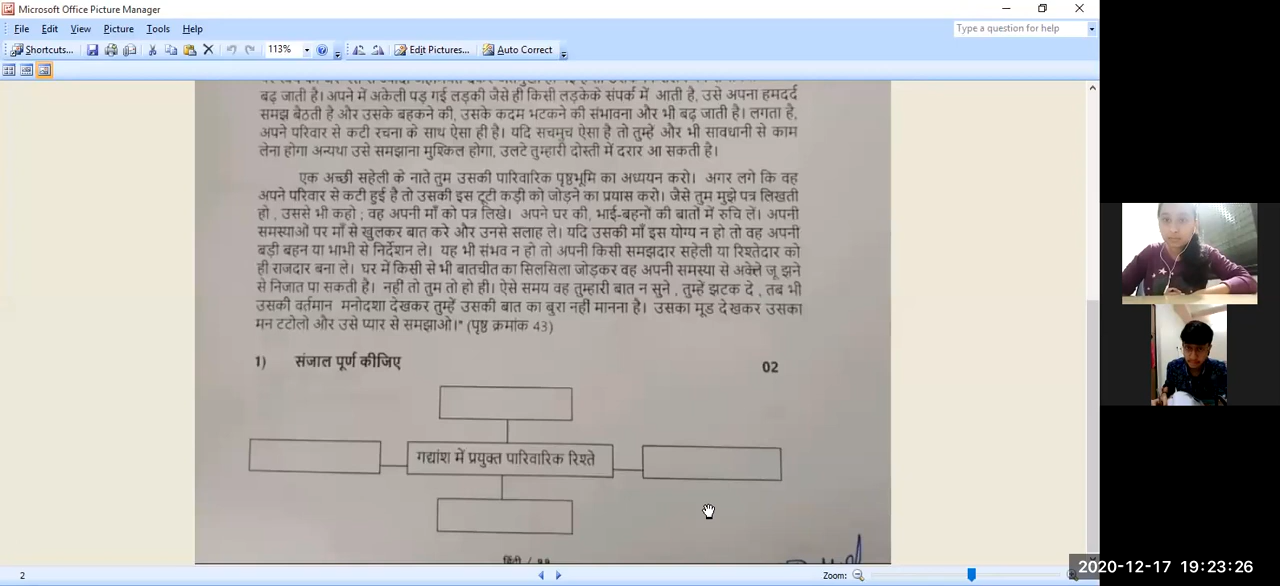 Microsoft Office Picture Manager
File Edit View Picture Tools Help
Type a question for help
Shortcuts... 113% Edit Pictures... Auto Correct
बढ़ जाती है। अपने में अकेली पड़ गई लड़की जैसे ही किसी लड़केके संपर्क में आती है, उसे अपना हमदर्द
समझ बैठती है और उसके बहकने की, उसके कदम भटकने की संभावना और भी बढ़ जाती है। लगता है,
अपने परिवार से कटी रचना के साथ ऐसा ही है। यदि सचमुच ऐसा है तो तुम्हें और भी सावधानी से काम
लेना होगा अन्यथा उसे समझाना मुश्किल होगा, उलटे तुम्हारी दोस्ती में दरार आ सकती है।
एक अच्छी सहेली के नाते तुम उसकी पारिवारिक पृष्ठभूमि का अध्ययन करो। अगर लगे कि वह
अपने परिवार से कटी हुई है तो उसकी इस टूटी कड़ी को जोड़ने का प्रयास करो। जैसे तुम मुझे पत्र लिखती
हो , उससे भी कहो ; वह अपनी माँ को पत्र लिखे। अपने घर की, भाई-बहनों की बातों में रुचि लें। अपनी
समस्याओं पर माँ से खुलकर बात करे और उनसे सलाह ले। यदि उसकी माँ इस योग्य न हो तो वह अपनी
बड़ी बहन या भाभी से निर्देशन ले। यह भी संभव न हो तो अपनी किसी समझदार सहेली या रिश्तेदार को
ही राजदार बना ले। घर में किसी से भी बातचीत का सिलसिला जोड़कर वह अपनी समस्या से अकेले जू झने
से निजात पा सकती है। नहीं तो तुम तो हो ही। ऐसे समय वह तुम्हारी बात न सुने , तुम्हें झटक दे , तब भी
उसकी वर्तमान मनोदशा देखकर तुम्हें उसकी बात का बुरा नहीं मानना है। उसका मूड देखकर उसका
मन टटोलो और उसे प्यार से समझाओ।" (पृष्ठ क्रमांक 43)
1) संजाल पूर्ण कीजिए 02
गद्यांश में प्रयुक्त पारिवारिक रिश्ते
2 Zoom:
2020-12-17 19:23:26